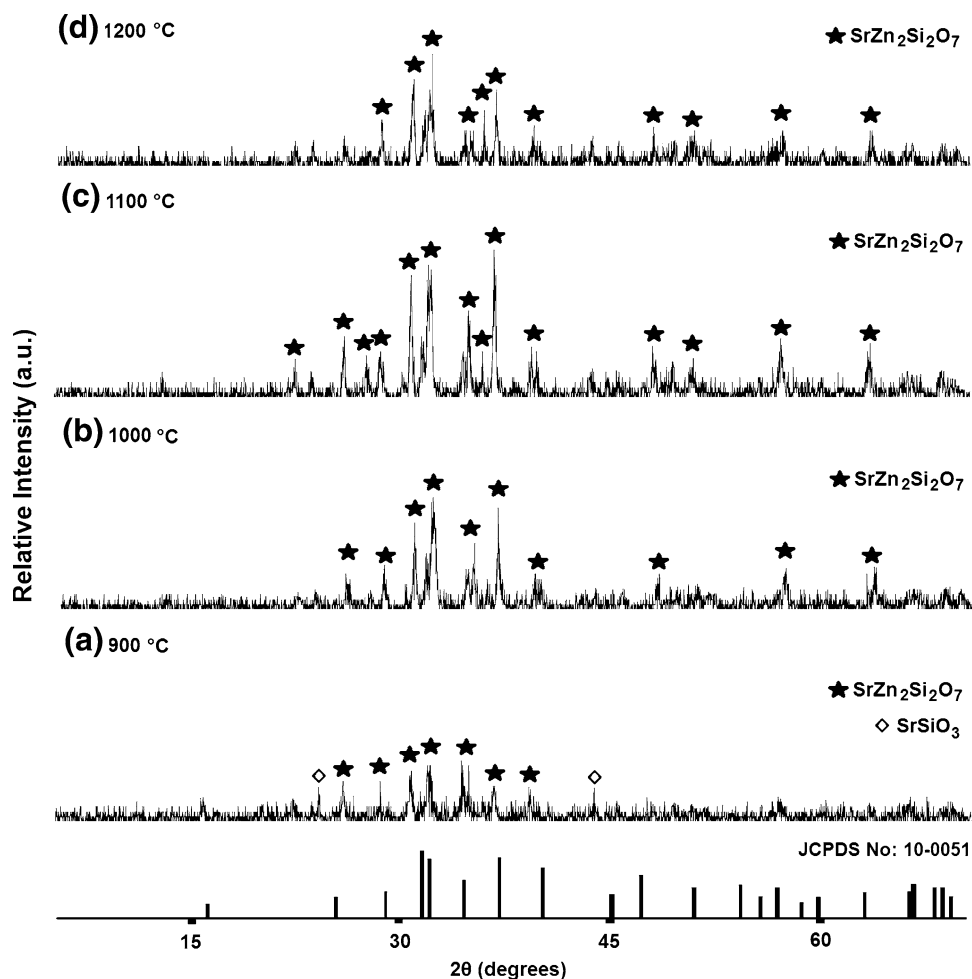 (d) 1200 °C
★ SrZn₂Si₂O₇
(c) 1100 °C
★ SrZn₂Si₂O₇
(b) 1000 °C
★ SrZn₂Si₂O₇
(a) 900 °C
★ SrZn₂Si₂O₇
◇ SrSiO₃
JCPDS No: 10-0051
15 30 45 60
2θ (degrees)
Relative Intensity (a.u.)